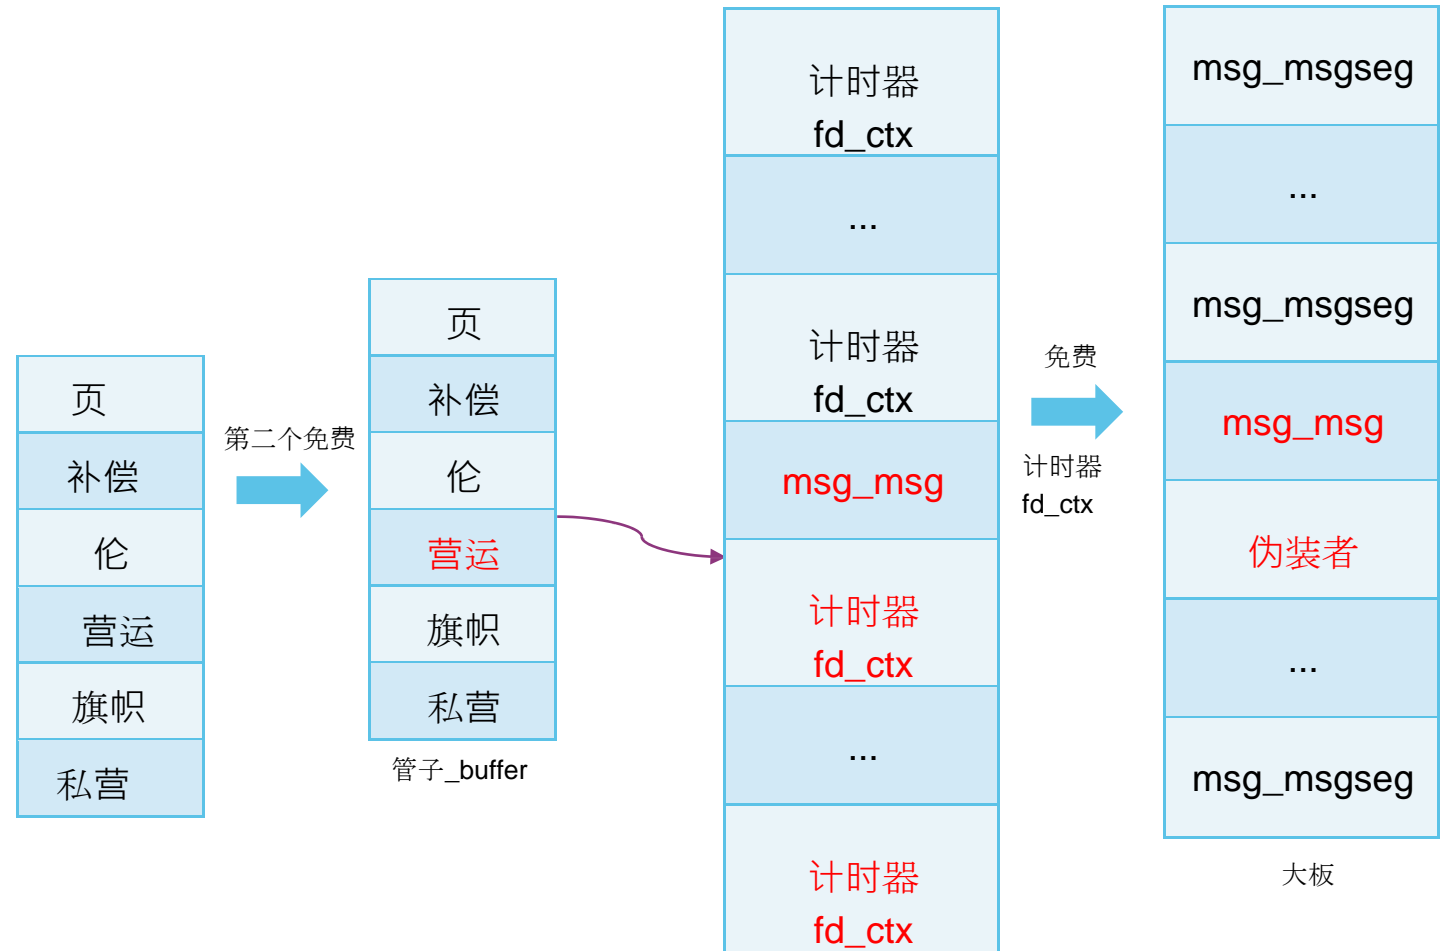 页
补偿
伦
营运
旗帜
私营
第二个免费
页
补偿
伦
营运
旗帜
私营
管子_buffer
计时器
fd_ctx
...
计时器
fd_ctx
msg_msg
计时器
fd_ctx
...
计时器
fd_ctx
免费
计时器
fd_ctx
msg_msgseg
...
msg_msgseg
msg_msg
伪装者
...
msg_msgseg
大板